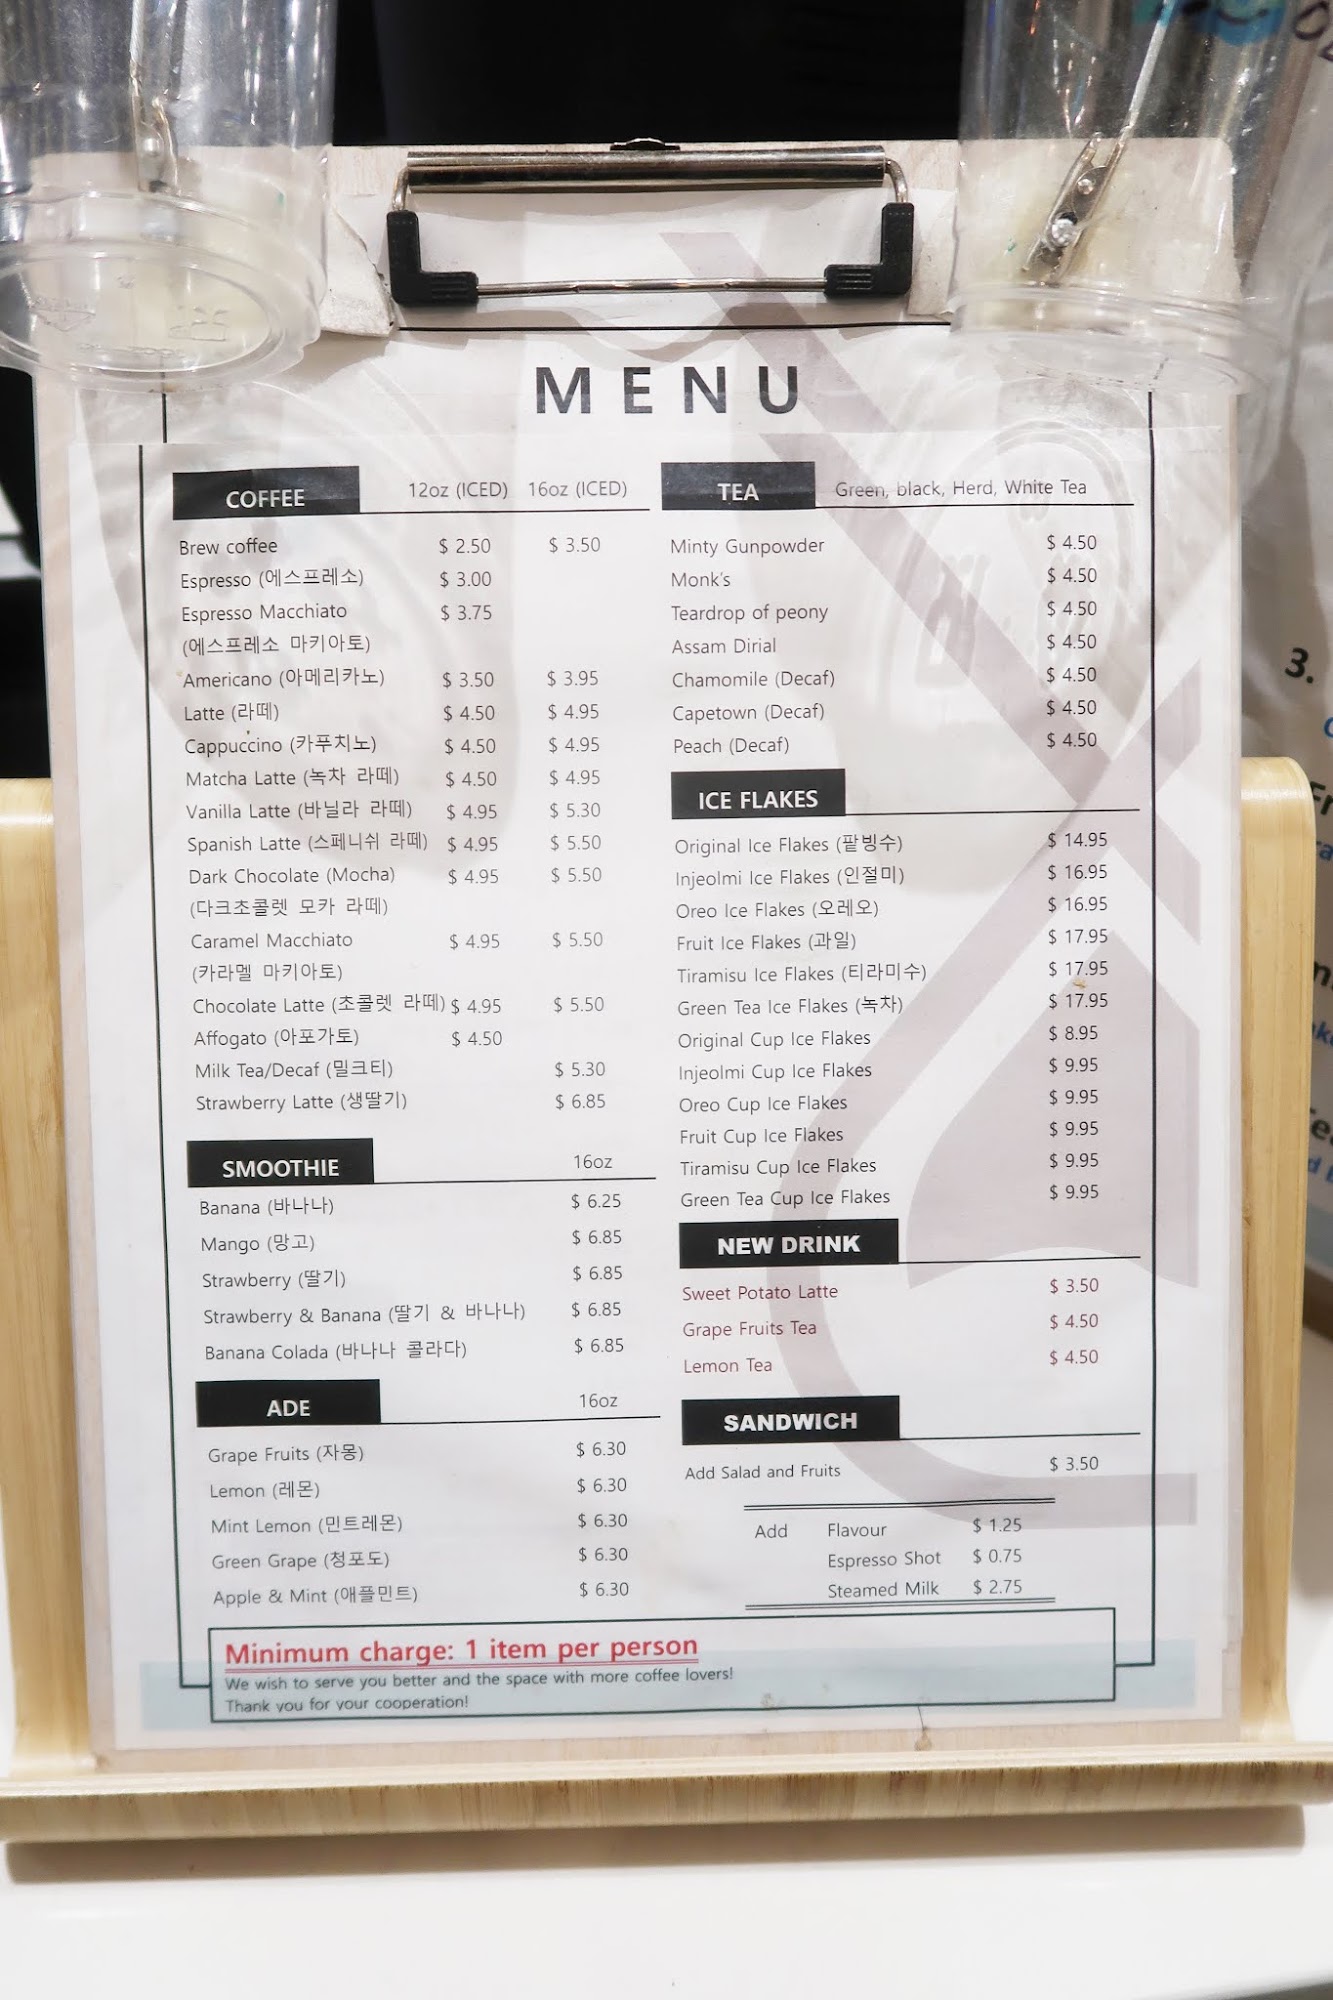 MENU
COFFEE 12oz (ICED) 16oz (ICED)
Brew coffee $ 2.50 $ 3.50
Espresso (에스프레소) $ 3.00
Espresso Macchiato $ 3.75
(에스프레소 마키아토)
Americano (아메리카노) $ 3.50 $ 3.95
Latte (라떼) $ 4.50 $ 4.95
Cappuccino (카푸치노) $ 4.50 $ 4.95
Matcha Latte (녹차 라떼) $ 4.50 $ 4.95
Vanilla Latte (바닐라 라떼) $ 4.95 $ 5.30
Spanish Latte (스페니쉬 라떼) $ 4.95 $ 5.50
Dark Chocolate (Mocha) $ 4.95 $ 5.50
(다크초콜렛 모카 라떼)
Caramel Macchiato $ 4.95 $ 5.50
(카라멜 마키아토)
Chocolate Latte (초콜렛 라떼) $ 4.95 $ 5.50
Affogato (아포가토) $ 4.50
Milk Tea/Decaf (밀크티) $ 5.30
Strawberry Latte (생딸기) $ 6.85
SMOOTHIE 16oz
Banana (바나나) $ 6.25
Mango (망고) $ 6.85
Strawberry (딸기) $ 6.85
Strawberry & Banana (딸기 & 바나나) $ 6.85
Banana Colada (바나나 콜라다) $ 6.85
ADE 16oz
Grape Fruits (자몽) $ 6.30
Lemon (레몬) $ 6.30
Mint Lemon (민트레몬) $ 6.30
Green Grape (청포도) $ 6.30
Apple & Mint (애플민트) $ 6.30
TEA Green, black, Herd, White Tea
Minty Gunpowder $ 4.50
Monk's $ 4.50
Teardrop of peony $ 4.50
Assam Dirial $ 4.50
Chamomile (Decaf) $ 4.50
Capetown (Decaf) $ 4.50
Peach (Decaf) $ 4.50
ICE FLAKES
Original Ice Flakes (팥빙수) $ 14.95
Injeolmi Ice Flakes (인절미) $ 16.95
Oreo Ice Flakes (오레오) $ 16.95
Fruit Ice Flakes (과일) $ 17.95
Tiramisu Ice Flakes (티라미수) $ 17.95
Green Tea Ice Flakes (녹차) $ 17.95
Original Cup Ice Flakes $ 8.95
Injeolmi Cup Ice Flakes $ 9.95
Oreo Cup Ice Flakes $ 9.95
Fruit Cup Ice Flakes $ 9.95
Tiramisu Cup Ice Flakes $ 9.95
Green Tea Cup Ice Flakes $ 9.95
NEW DRINK
Sweet Potato Latte $ 3.50
Grape Fruits Tea $ 4.50
Lemon Tea $ 4.50
SANDWICH
Add Salad and Fruits $ 3.50
Add Flavour $ 1.25
Espresso Shot $ 0.75
Steamed Milk $ 2.75
Minimum charge: 1 item per person
We wish to serve you better and the space with more coffee lovers!
Thank you for your cooperation!
3.